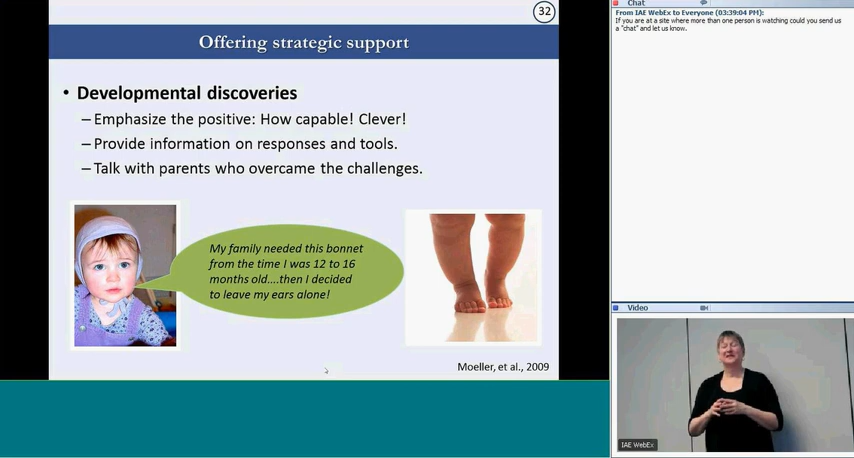 32
Offering strategic support
• Developmental discoveries
– Emphasize the positive: How capable! Clever!
– Provide information on responses and tools.
– Talk with parents who overcame the challenges.
My family needed this bonnet
from the time I was 12 to 16
months old....then I decided
to leave my ears alone!
Moeller, et al., 2009
Chat
From IAE WebEx to Everyone (03:39:04 PM):
If you are at a site where more than one person is watching could you send us
a "chat" and let us know.
Video
IAE WebEx